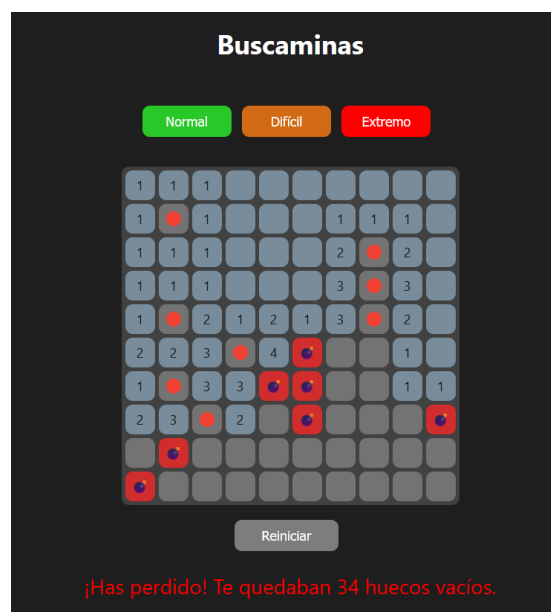 Buscaminas
Normal Difícil Extremo
1 1 1
1 1 1 1 1
1 1 1 2 2
1 1 1 3 3
1 2 1 2 1 3 2
2 2 3 4 1
1 3 3 1 1
2 3 2
Reiniciar
¡Has perdido! Te quedaban 34 huecos vacíos.